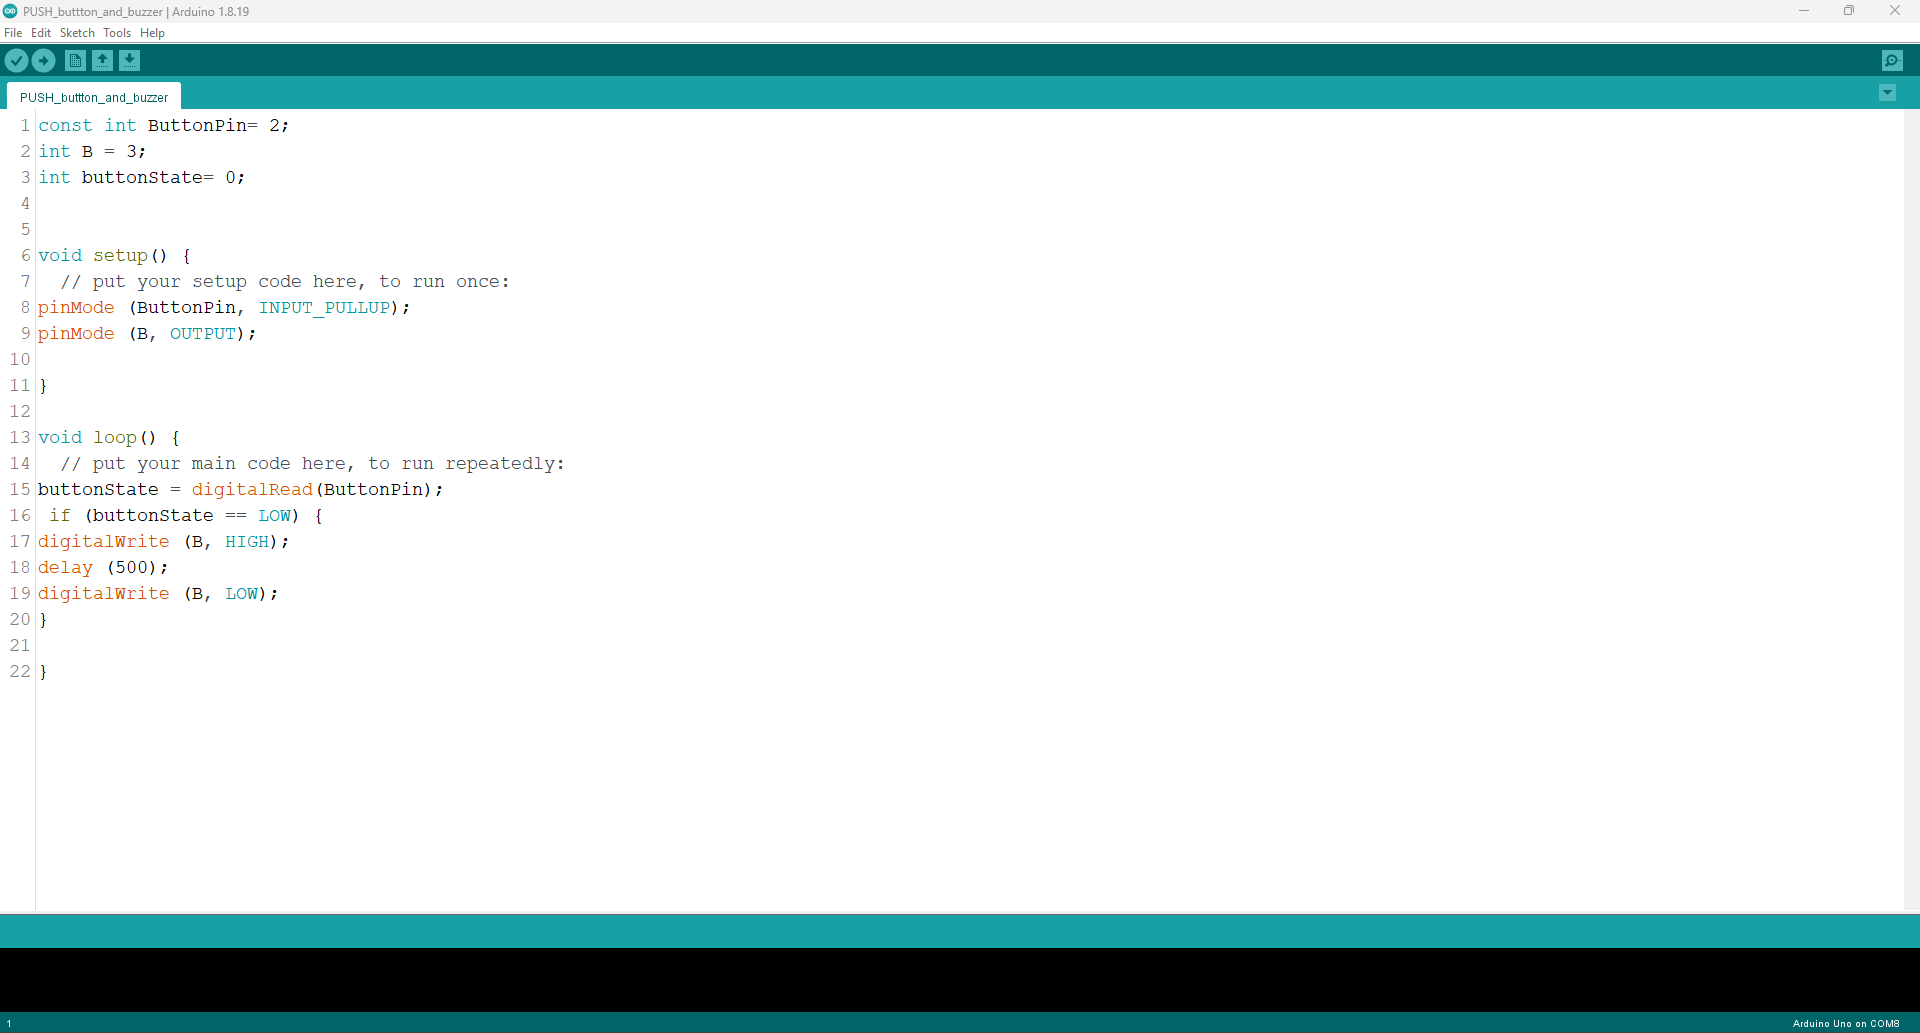 PUSH_buttton_and_buzzer | Arduino 1.8.19
File Edit Sketch Tools Help
PUSH_buttton_and_buzzer
1 const int ButtonPin= 2;
2 int B = 3;
3 int buttonState= 0;
4
5
6 void setup() {
7   // put your setup code here, to run once:
8 pinMode (ButtonPin, INPUT_PULLUP);
9 pinMode (B, OUTPUT);
10
11 }
12
13 void loop() {
14   // put your main code here, to run repeatedly:
15 buttonState = digitalRead(ButtonPin);
16  if (buttonState == LOW) {
17 digitalWrite (B, HIGH);
18 delay (500);
19 digitalWrite (B, LOW);
20 }
21
22 }
1
Arduino Uno on COM8